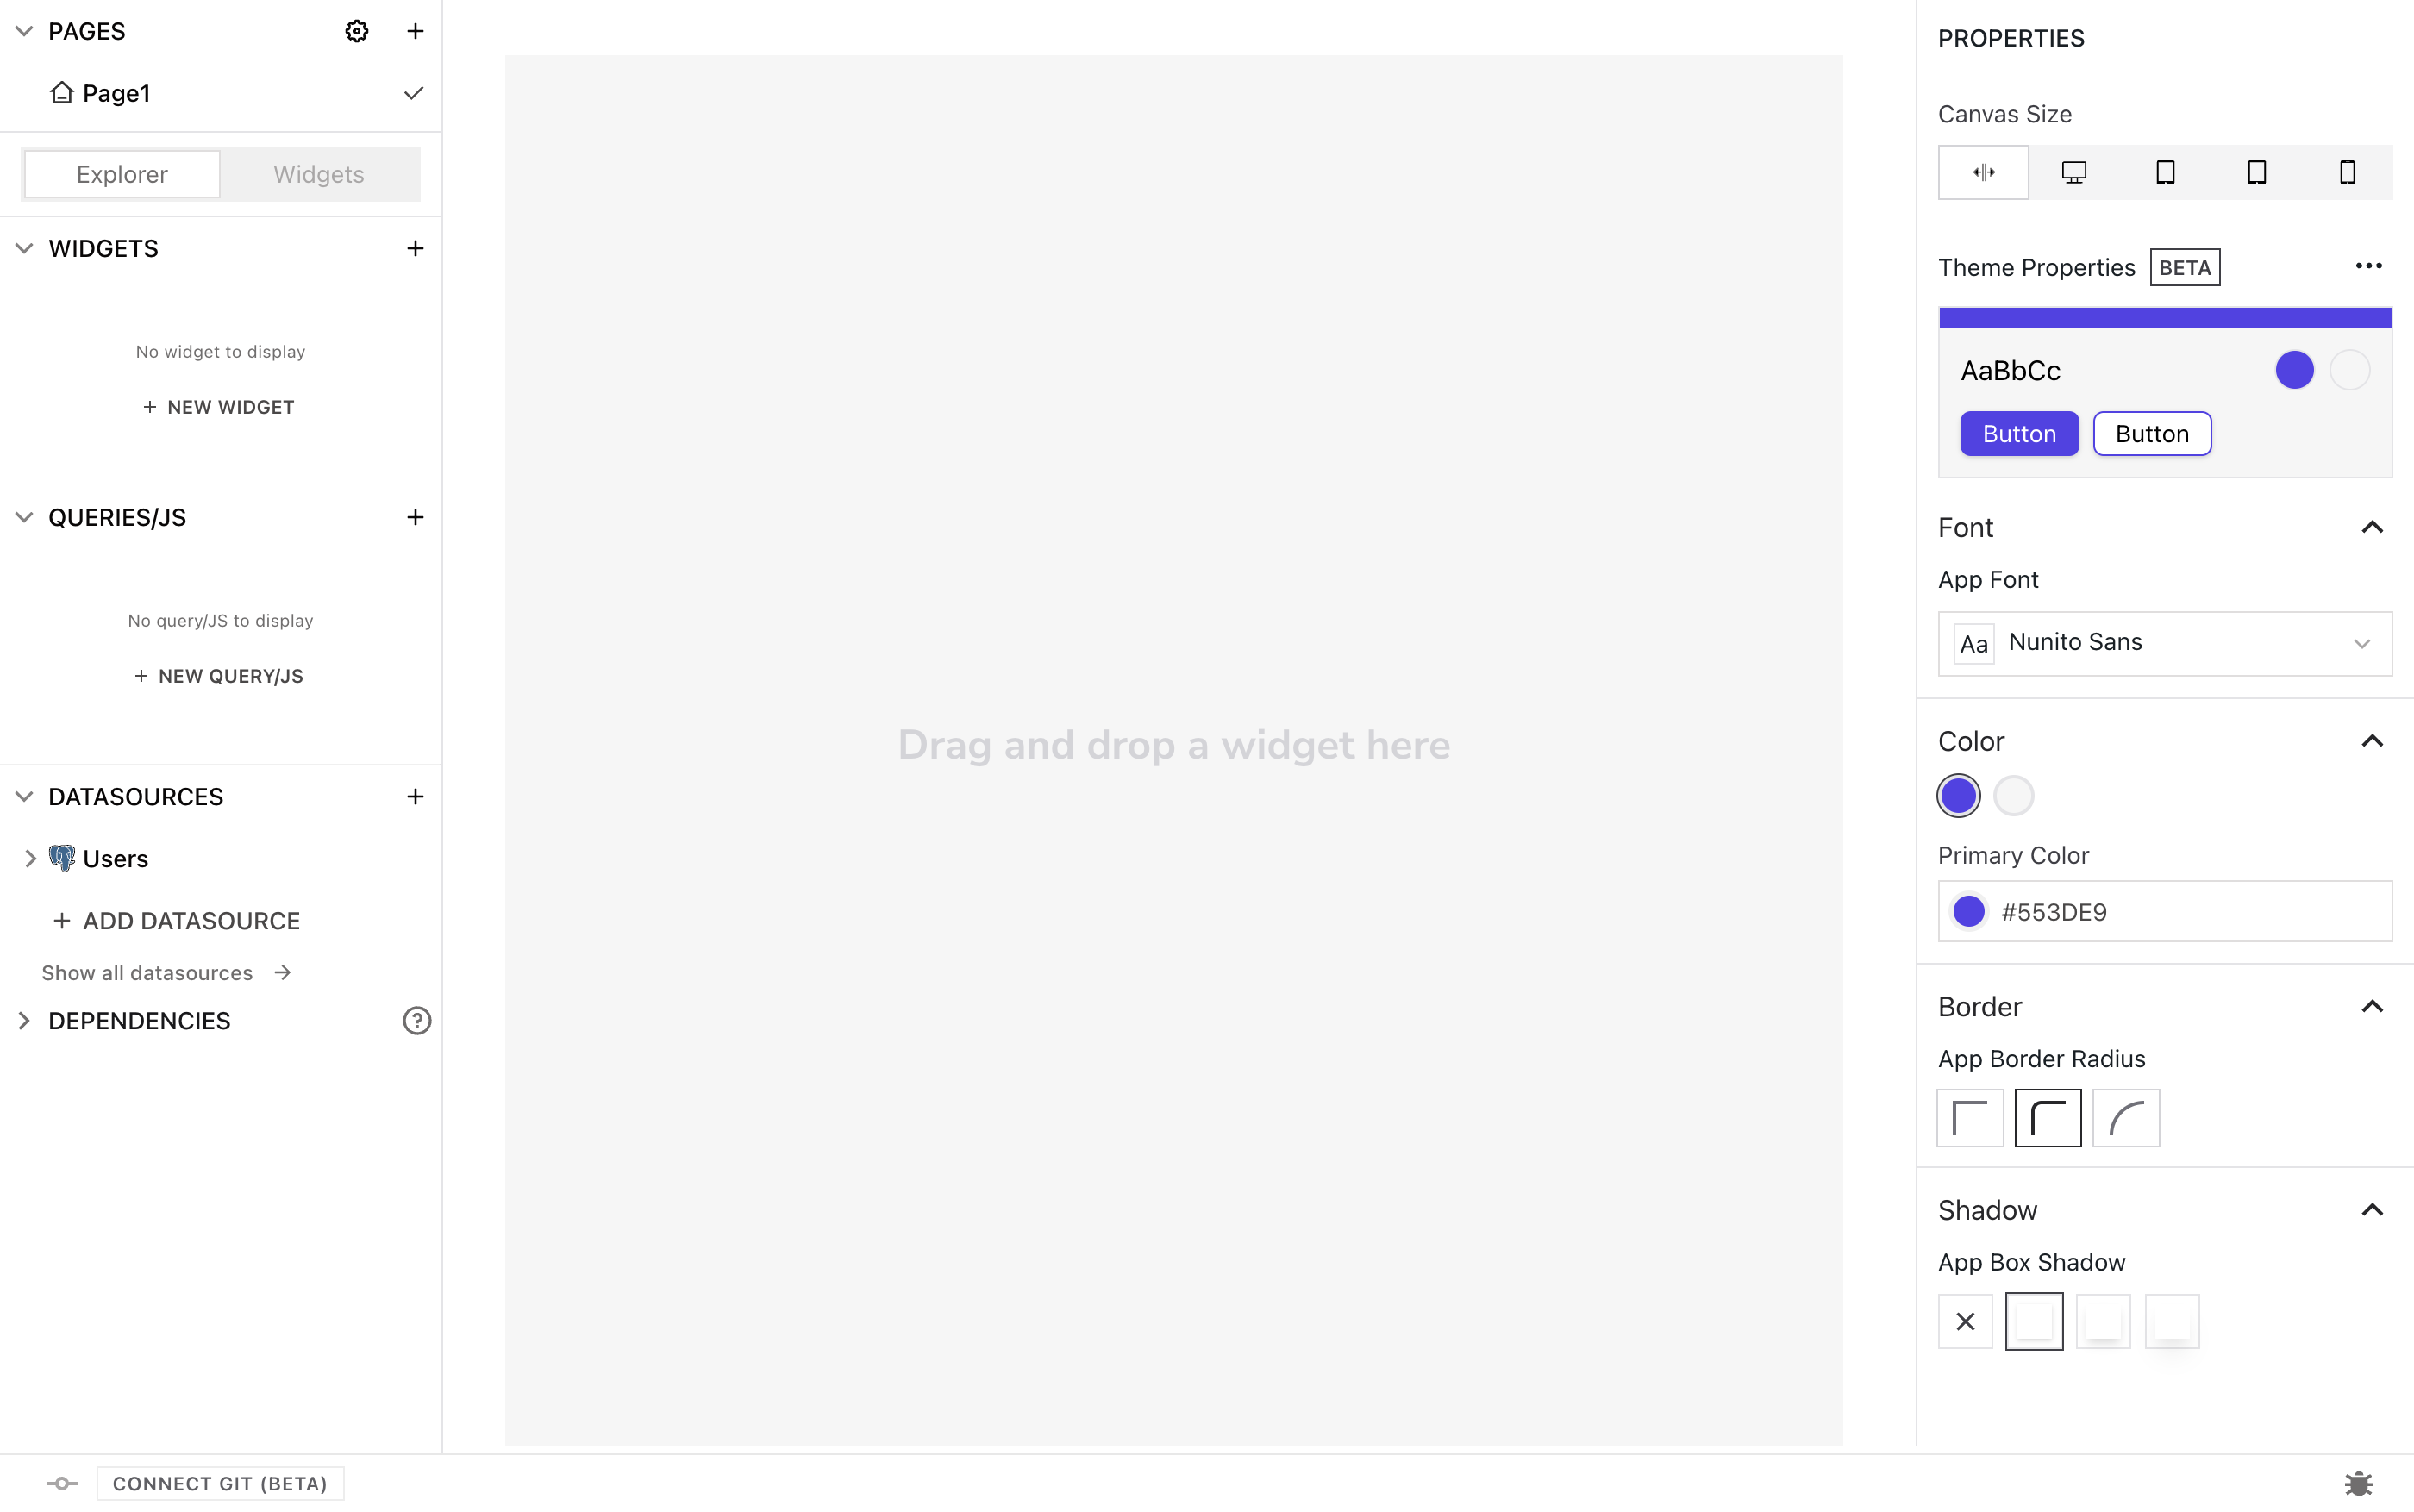 PAGES
Page1
Explorer
Widgets
WIDGETS
No widget to display
NEW WIDGET
QUERIES/JS
No query/JS to display
NEW QUERY/JS
DATASOURCES
Users
ADD DATASOURCE
Show all datasources
DEPENDENCIES
CONNECT GIT (BETA)
Drag and drop a widget here
PROPERTIES
Canvas Size
Theme Properties BETA
AaBbCc
Button Button
Font
App Font
Aa Nunito Sans
Color
Primary Color
#553DE9
Border
App Border Radius
Shadow
App Box Shadow